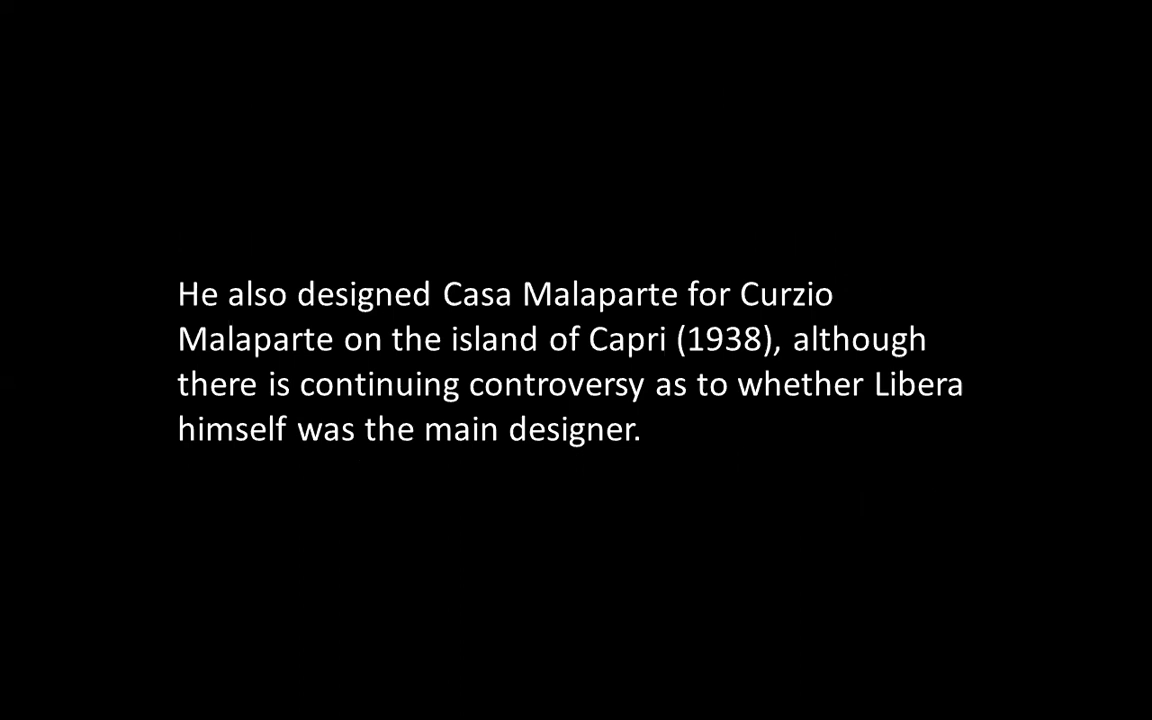 He also designed Casa Malaparte for Curzio
Malaparte on the island of Capri (1938), although
there is continuing controversy as to whether Libera
himself was the main designer.